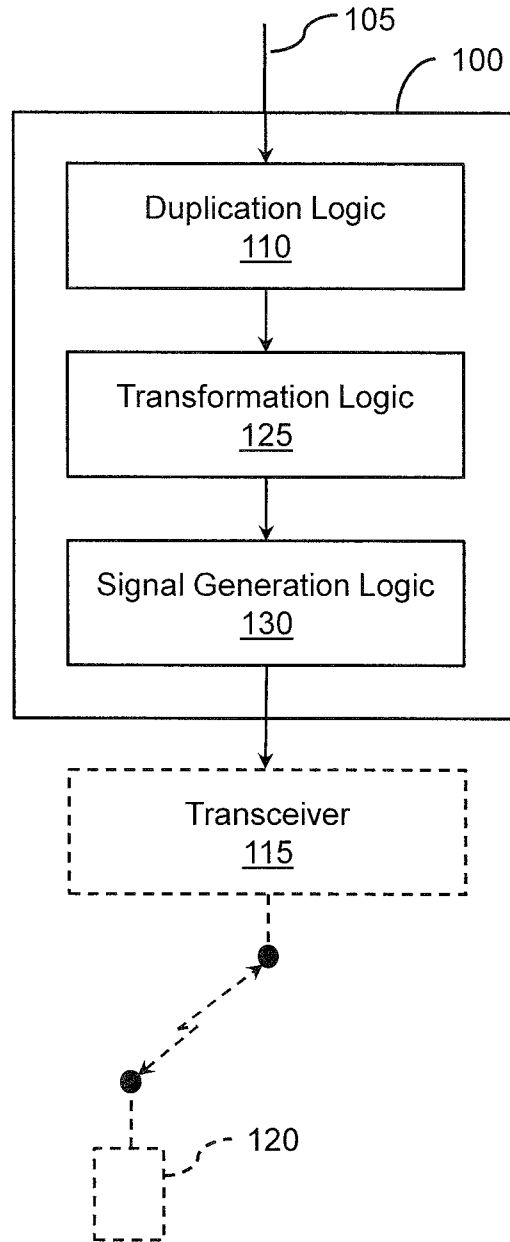 105
100
Duplication Logic
110
Transformation Logic
125
Signal Generation Logic
130
Transceiver
115
120